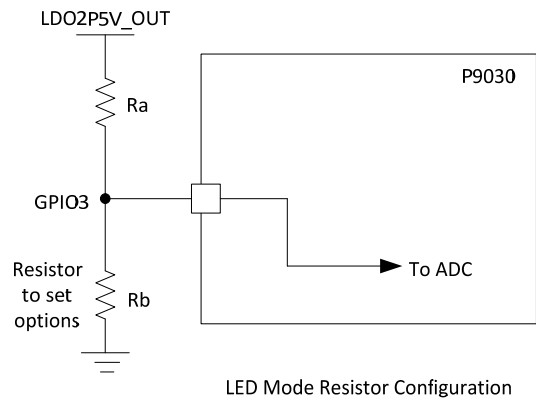 LDO2P5V_OUT
P9030
Ra
GPIO3
To ADC
Resistor
to set
options
Rb
LED Mode Resistor Configuration